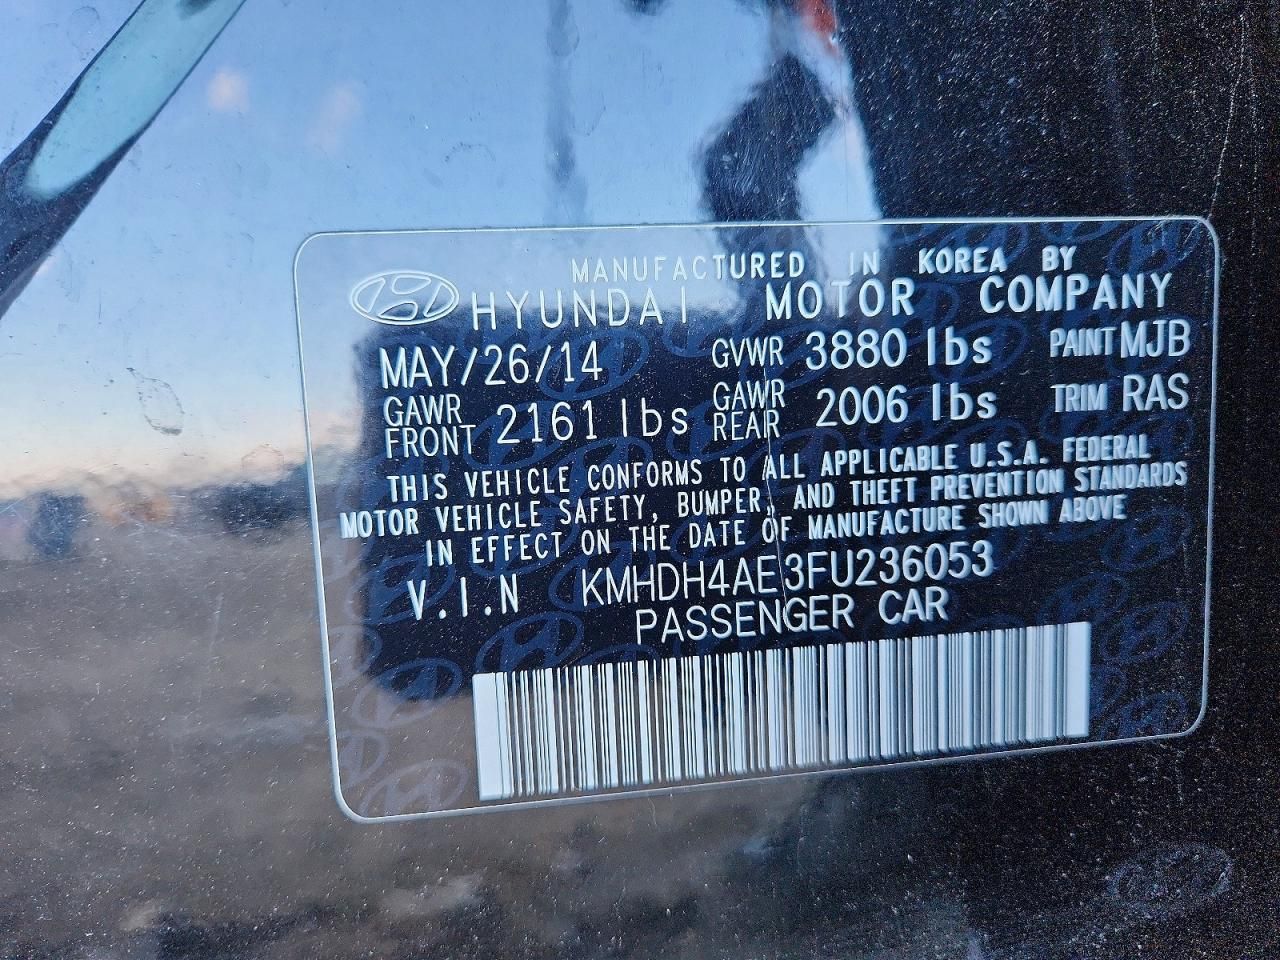 MANUFACTURED IN KOREA BY
HYUNDAI MOTOR COMPANY
MAY/26/14 GVWR 3880 lbs PAINT MJB
GAWR FRONT 2161 lbs GAWR REAR 2006 lbs TRIM RAS
THIS VEHICLE CONFORMS TO ALL APPLICABLE U.S.A. FEDERAL
MOTOR VEHICLE SAFETY, BUMPER, AND THEFT PREVENTION STANDARDS
IN EFFECT ON THE DATE OF MANUFACTURE SHOWN ABOVE
V.I.N KMHDH4AE3FU236053
PASSENGER CAR